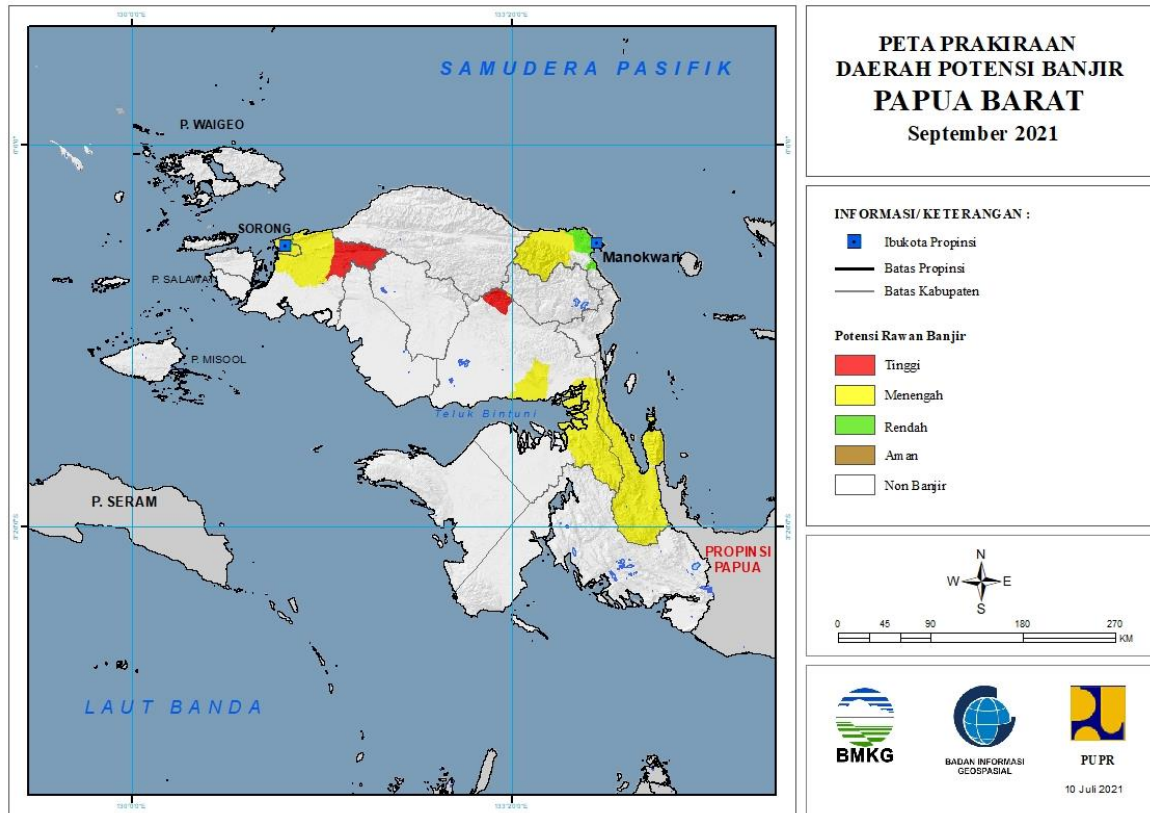 PETA PRAKIRAAN
DAERAH POTENSI BANJIR
PAPUA BARAT
September 2021
SAMUDERA PASIFIK
P. WAIGEO
SORONG
Manokwari
P. SALAWATI
P. MISOOL
Teluk Bintuni
P. SERAM
PROPINSI
PAPUA
LAUT BANDA
INFORMASI/KETERANGAN :
Ibukota Propinsi
Batas Propinsi
Batas Kabupaten
Potensi Rawan Banjir
Tinggi
Menengah
Rendah
Aman
Non Banjir
N
W E
S
0 45 90 180 270
KM
BMKG
BADAN INFORMASI
GEOSPASIAL
PUPR
10 Juli 2021